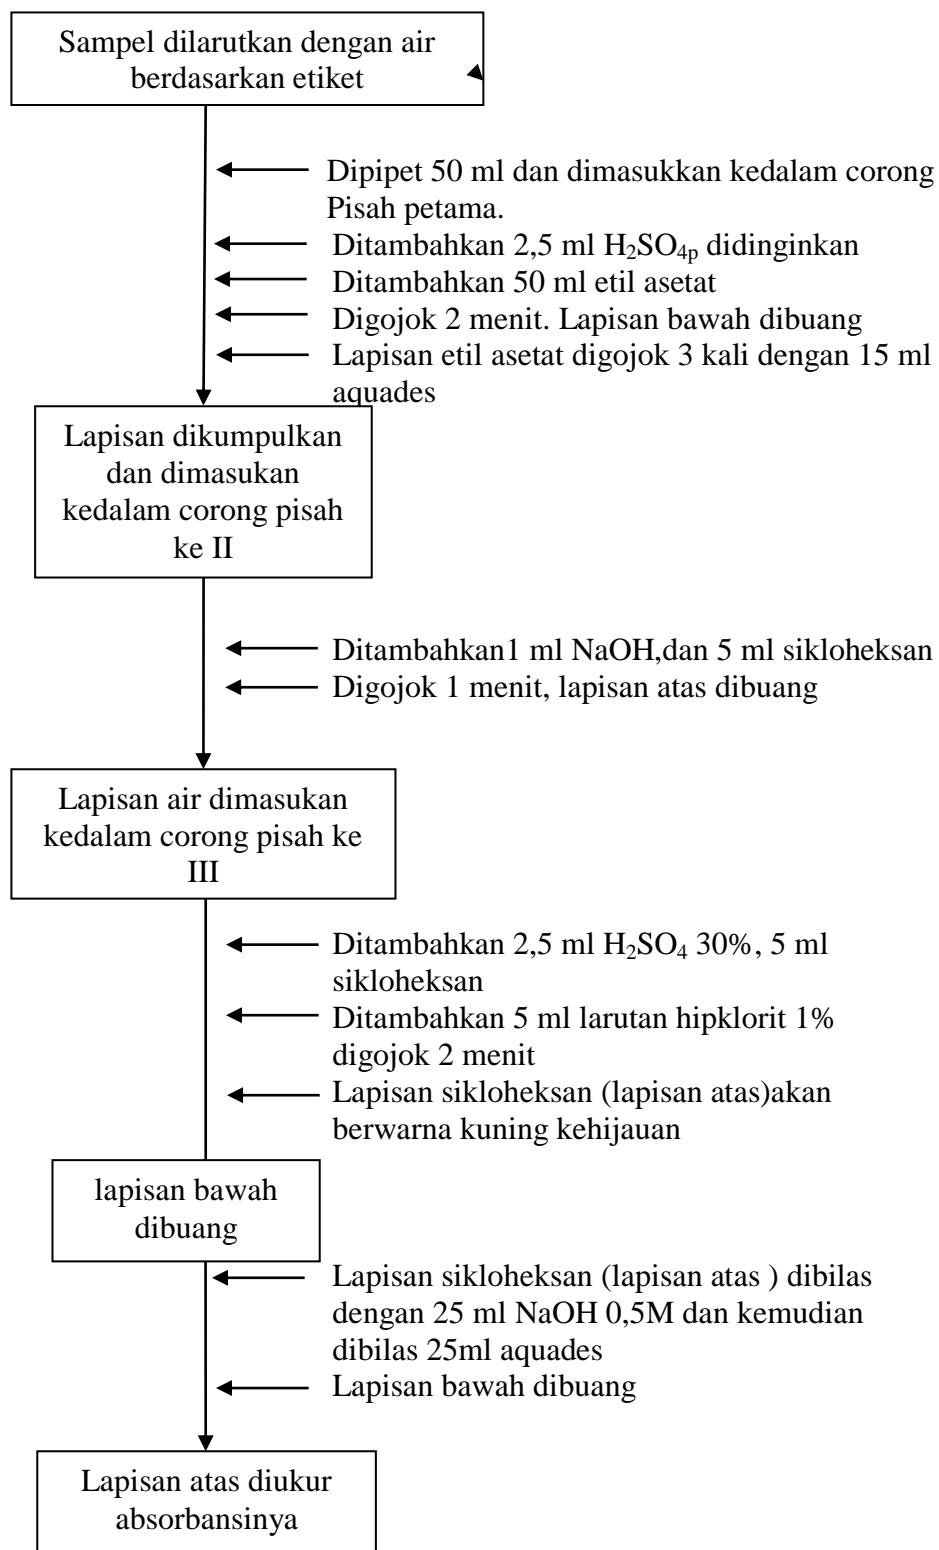 Sampel dilarutkan dengan air
berdasarkan etiket
Dipipet 50 ml dan dimasukkan kedalam corong
Pisah petama.
Ditambahkan 2,5 ml H₂SO₄ₚ didinginkan
Ditambahkan 50 ml etil asetat
Digojok 2 menit. Lapisan bawah dibuang
Lapisan etil asetat digojok 3 kali dengan 15 ml
aquades
Lapisan dikumpulkan
dan dimasukan
kedalam corong pisah
ke II
Ditambahkan1 ml NaOH,dan 5 ml sikloheksan
Digojok 1 menit, lapisan atas dibuang
Lapisan air dimasukan
kedalam corong pisah ke
III
Ditambahkan 2,5 ml H₂SO₄ 30%, 5 ml
sikloheksan
Ditambahkan 5 ml larutan hipklorit 1%
digojok 2 menit
Lapisan sikloheksan (lapisan atas)akan
berwarna kuning kehijauan
lapisan bawah
dibuang
Lapisan sikloheksan (lapisan atas ) dibilas
dengan 25 ml NaOH 0,5M dan kemudian
dibilas 25ml aquades
Lapisan bawah dibuang
Lapisan atas diukur
absorbansinya